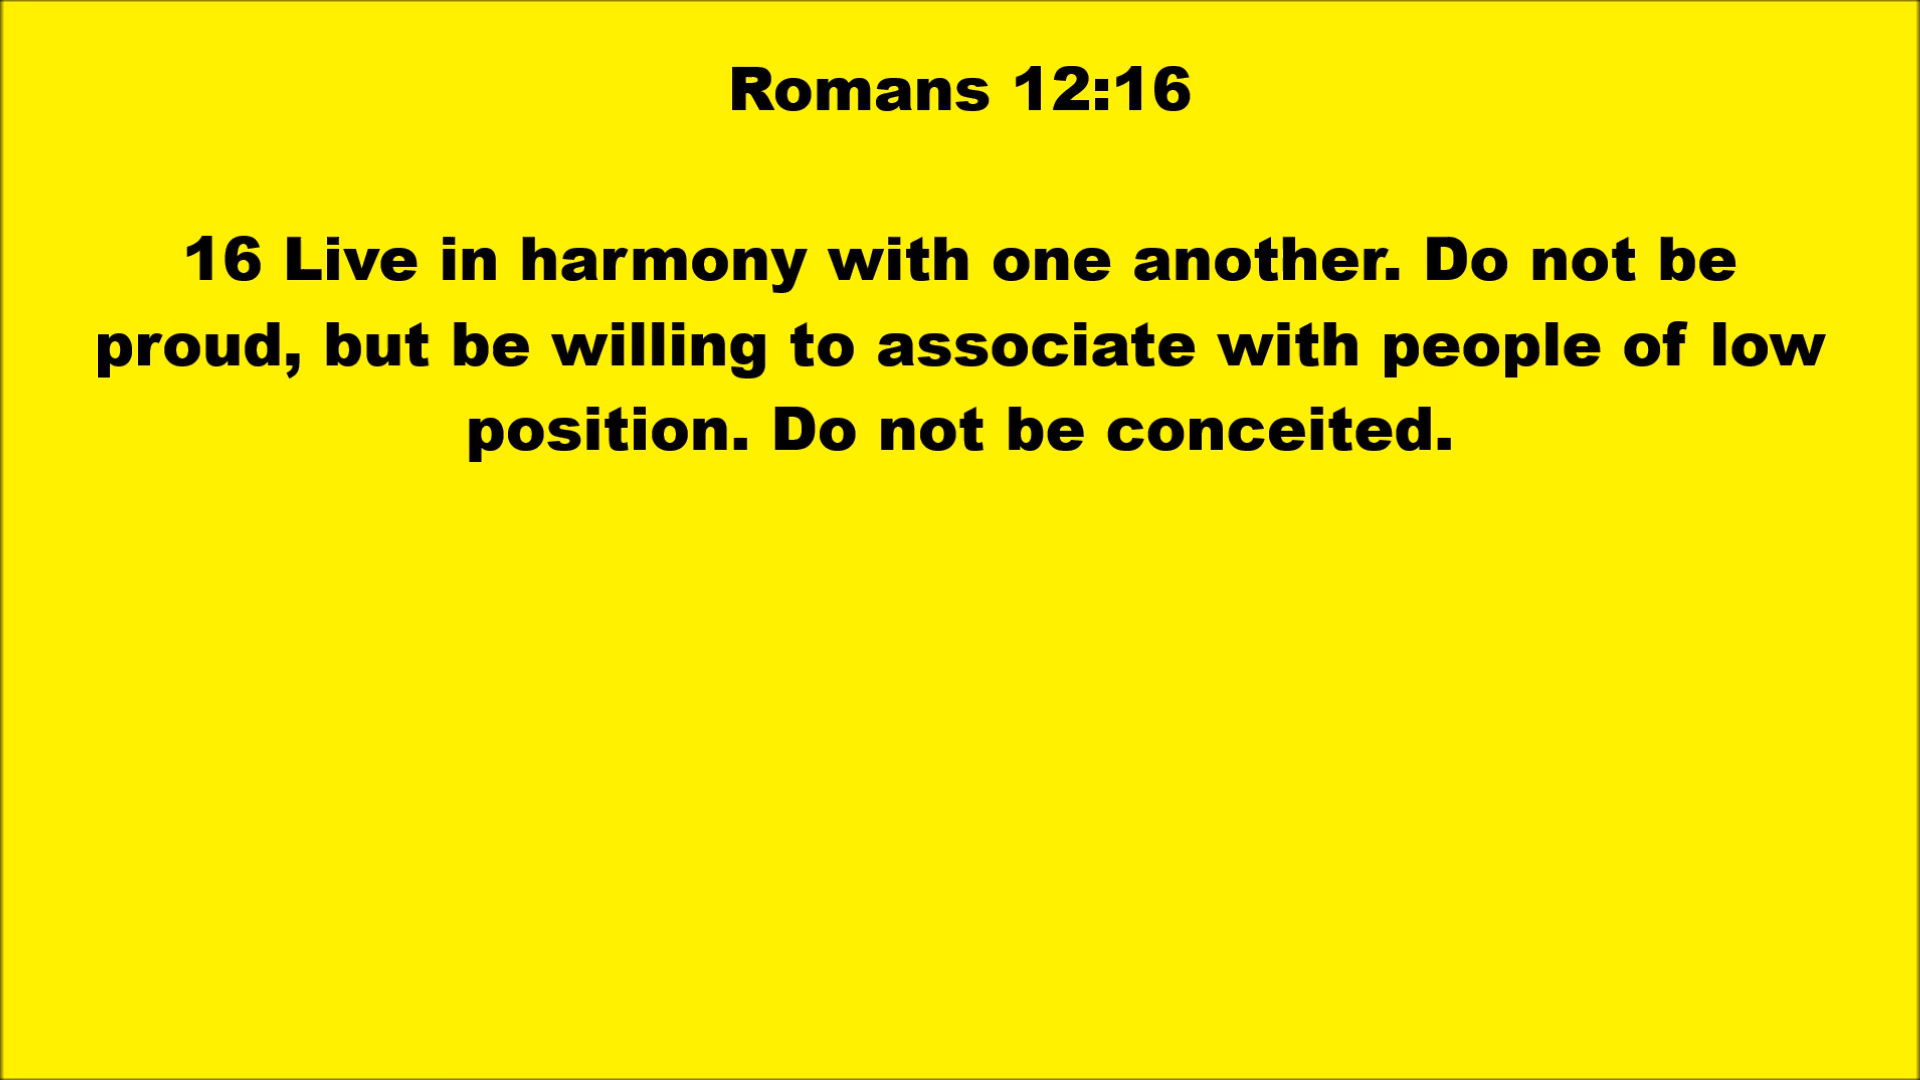 Romans 12:16
16 Live in harmony with one another. Do not be
proud, but be willing to associate with people of low
position. Do not be conceited.